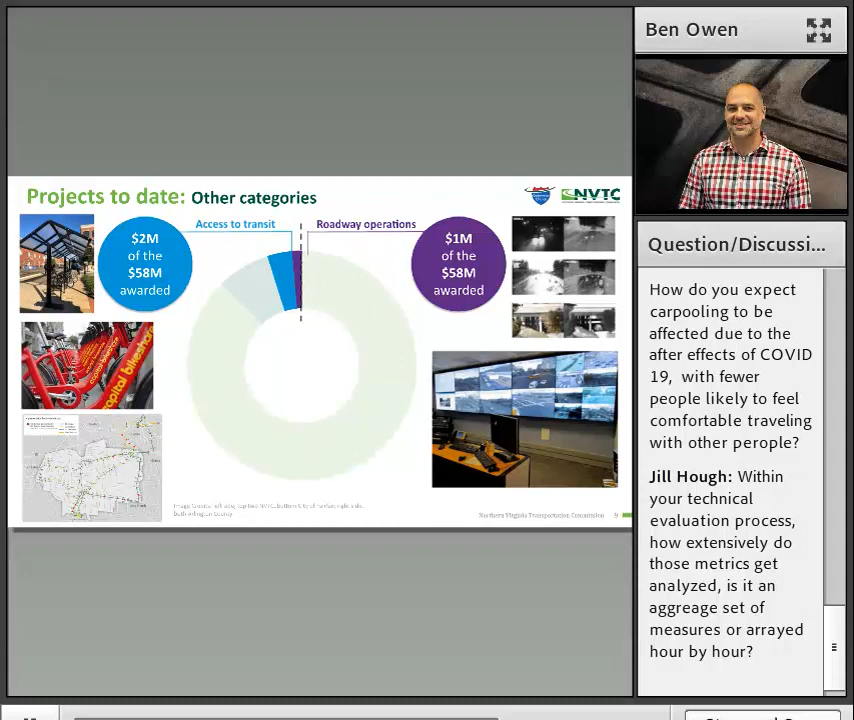 Ben Owen
Projects to date: Other categories
NVTC
Access to transit
Roadway operations
$2M
of the
$58M
awarded
$1M
of the
$58M
awarded
capital bikeshare
Northern Virginia Transportation Commission
9
Question/Discussi...
How do you expect
carpooling to be
affected due to the
after effects of COVID
19, with fewer
people likely to feel
comfortable traveling
with other perople?
Jill Hough: Within
your technical
evaluation process,
how extensively do
those metrics get
analyzed, is it an
aggreage set of
measures or arrayed
hour by hour?